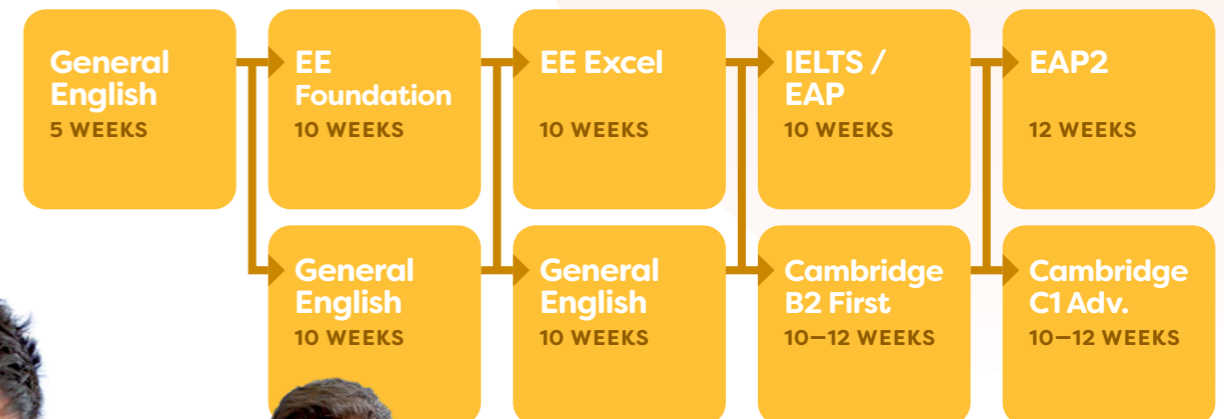 General
English
5 WEEKS
EE
Foundation
10 WEEKS
EE Excel
10 WEEKS
IELTS /
EAP
10 WEEKS
EAP2
12 WEEKS
General
English
10 WEEKS
General
English
10 WEEKS
Cambridge
B2 First
10–12 WEEKS
Cambridge
C1 Adv.
10–12 WEEKS